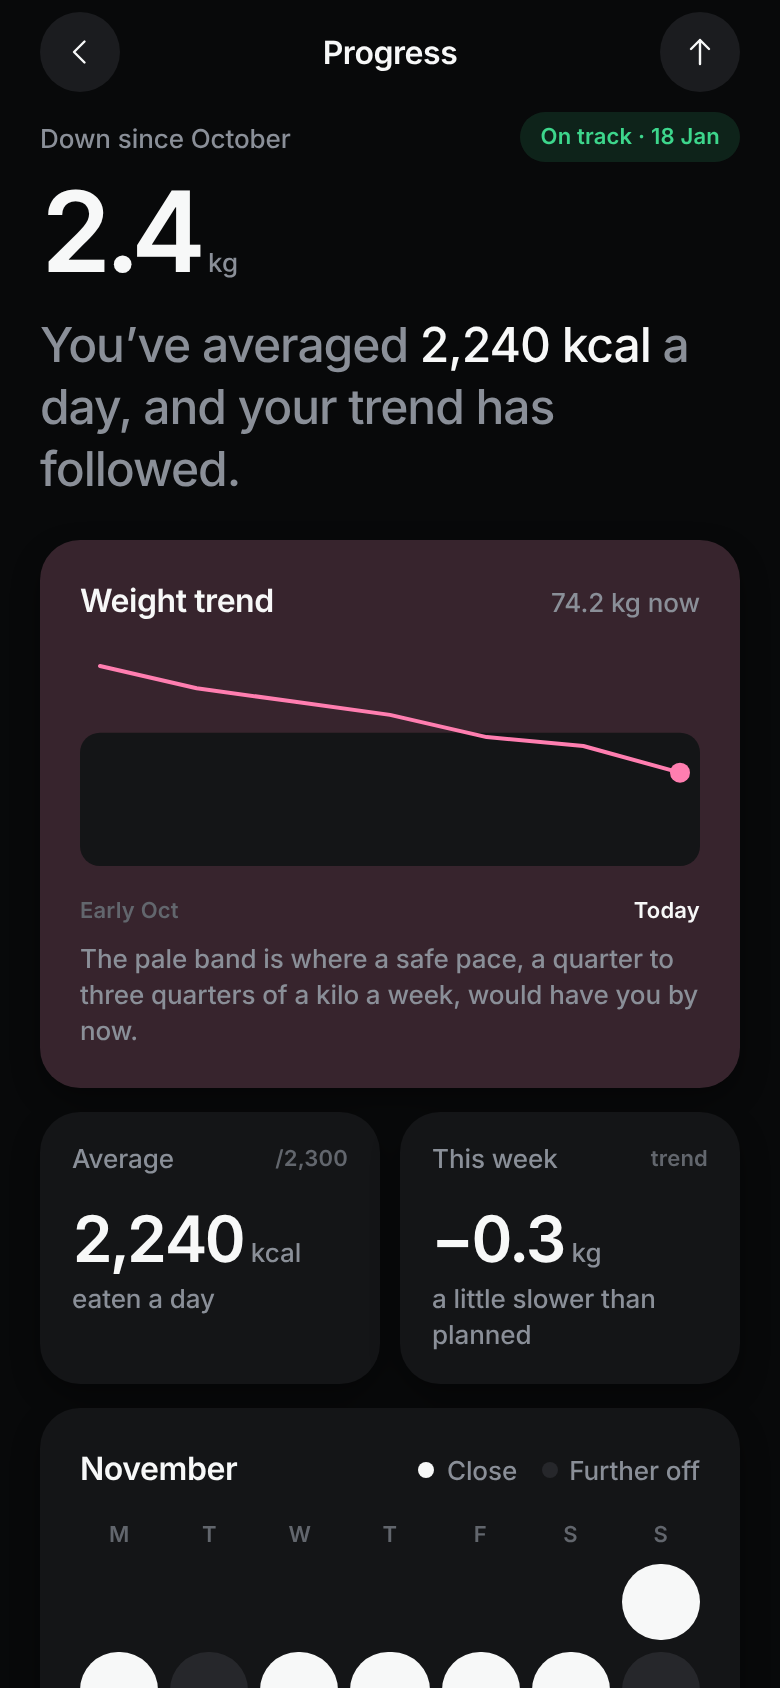 Progress
Down since October
On track · 18 Jan
2.4 kg
You’ve averaged 2,240 kcal a
day, and your trend has
followed.
Weight trend
74.2 kg now
Early Oct
Today
The pale band is where a safe pace, a quarter to
three quarters of a kilo a week, would have you by
now.
Average
/2,300
2,240 kcal
eaten a day
This week
trend
−0.3 kg
a little slower than
planned
November
Close
Further off
M T W T F S S